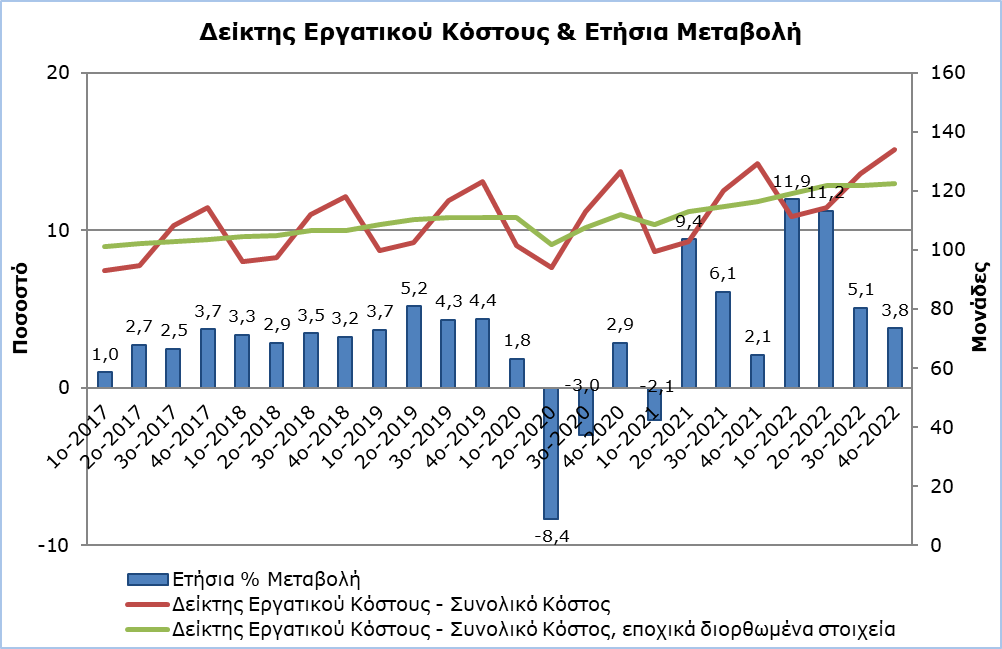 Δείκτης Εργατικού Κόστους & Ετήσια Μεταβολή
20
10
0
-10
Ποσοστό
160
140
120
100
80
60
40
20
0
Μονάδες
1,0
2,7
2,5
3,7
3,3
2,9
3,5
3,2
3,7
5,2
4,3
4,4
1,8
-8,4
-3,0
2,9
-2,1
9,4
6,1
2,1
11,9
11,2
5,1
3,8
1ο-2017
2ο-2017
3ο-2017
4ο-2017
1ο-2018
2ο-2018
3ο-2018
4ο-2018
1ο-2019
2ο-2019
3ο-2019
4ο-2019
1ο-2020
2ο-2020
3ο-2020
4ο-2020
1ο-2021
2ο-2021
3ο-2021
4ο-2021
1ο-2022
2ο-2022
3ο-2022
4ο-2022
Ετήσια % Μεταβολή
Δείκτης Εργατικού Κόστους - Συνολικό Κόστος
Δείκτης Εργατικού Κόστους - Συνολικό Κόστος, εποχικά διορθωμένα στοιχεία